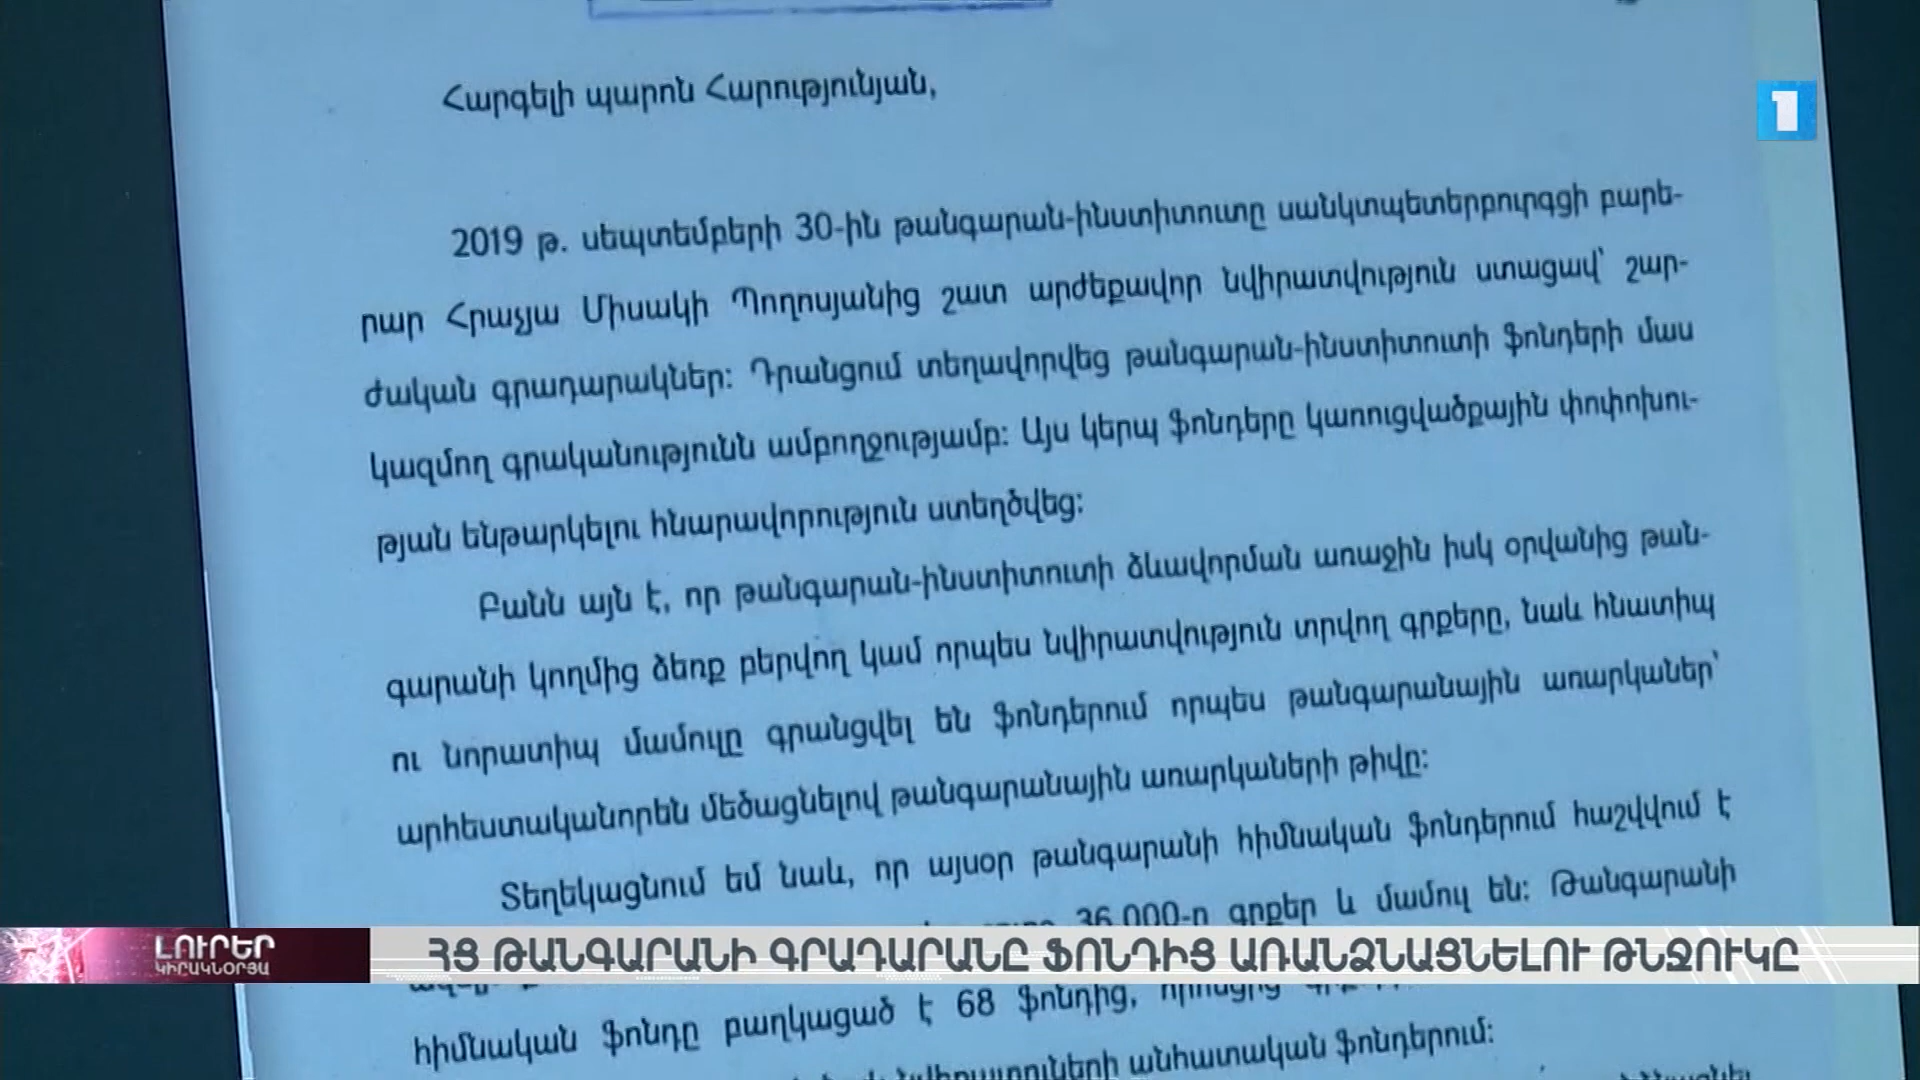 Հարգելի պարոն Հարությունյան,
2019 թ. սեպտեմբերի 30-ին թանգարան-ինստիտուտը սանկտպետերբուրգցի բարե-
րար Հրաչյա Միսակի Պողոսյանից շատ արժեքավոր նվիրատվություն ստացավ՝ շար-
ժական գրադարակներ: Դրանցում տեղավորվեց թանգարան-ինստիտուտի ֆոնդերի մաս
կազմող գրականությունն ամբողջությամբ: Այս կերպ ֆոնդերը կառուցվածքային փոփոխու-
թյան ենթարկելու հնարավորություն ստեղծվեց:
Բանն այն է, որ թանգարան-ինստիտուտի ձևավորման առաջին իսկ օրվանից թան-
գարանի կողմից ձեռք բերվող կամ որպես նվիրատվություն տրվող գրքերը, նաև հնատիպ
ու նորատիպ մամուլը գրանցվել են ֆոնդերում որպես թանգարանային առարկաներ՝
արհեստականորեն մեծացնելով թանգարանային առարկաների թիվը:
Տեղեկացնում եմ նաև, որ այսօր թանգարանի հիմնական ֆոնդերում հաշվվում է
36 000-ը գրքեր և մամուլ են: Թանգարանի
հիմնական ֆոնդը բաղկացած է 68 ֆոնդից, որոնցից
նվիրատուների անհատական ֆոնդերում:
1
ԼՈՒՐԵՐ
ԿԻՐԱԿՆՕՐՅԱ
ՀՑ ԹԱՆԳԱՐԱՆԻ ԳՐԱԴԱՐԱՆԸ ՖՈՆԴԻՑ ԱՌԱՆՁՆԱՑՆԵԼՈՒ ԹՆՋՈՒԿԸ